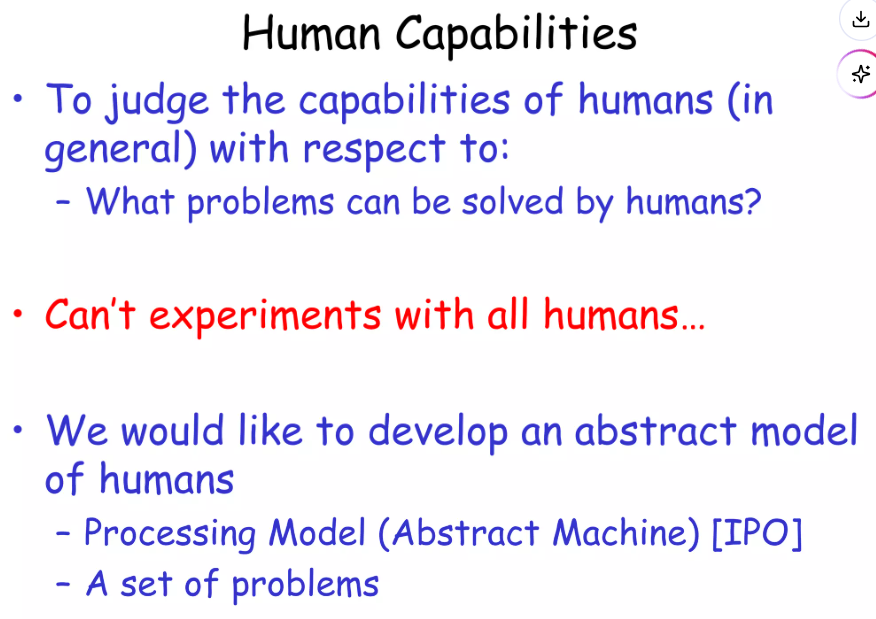 Human Capabilities
• To judge the capabilities of humans (in
general) with respect to:
– What problems can be solved by humans?
• Can't experiments with all humans…
• We would like to develop an abstract model
of humans
– Processing Model (Abstract Machine) [IPO]
– A set of problems